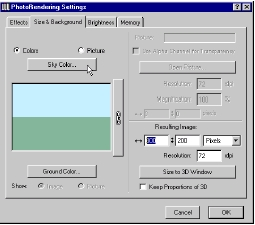 PhotoRendering Settings
Effects
Size & Background
Brightness
Memory
Colors
Picture
Sky Color...
Ground Color...
Show:
Image
Picture
Picture:
Use Alpha Channel for Transparency
Open Picture
Resolution: 72 dpi
Magnification: 100 %
Resulting Image:
200 Pixels
Resolution: 72 dpi
Size to 3D Window
Keep Proportions of 3D
Cancel
OK